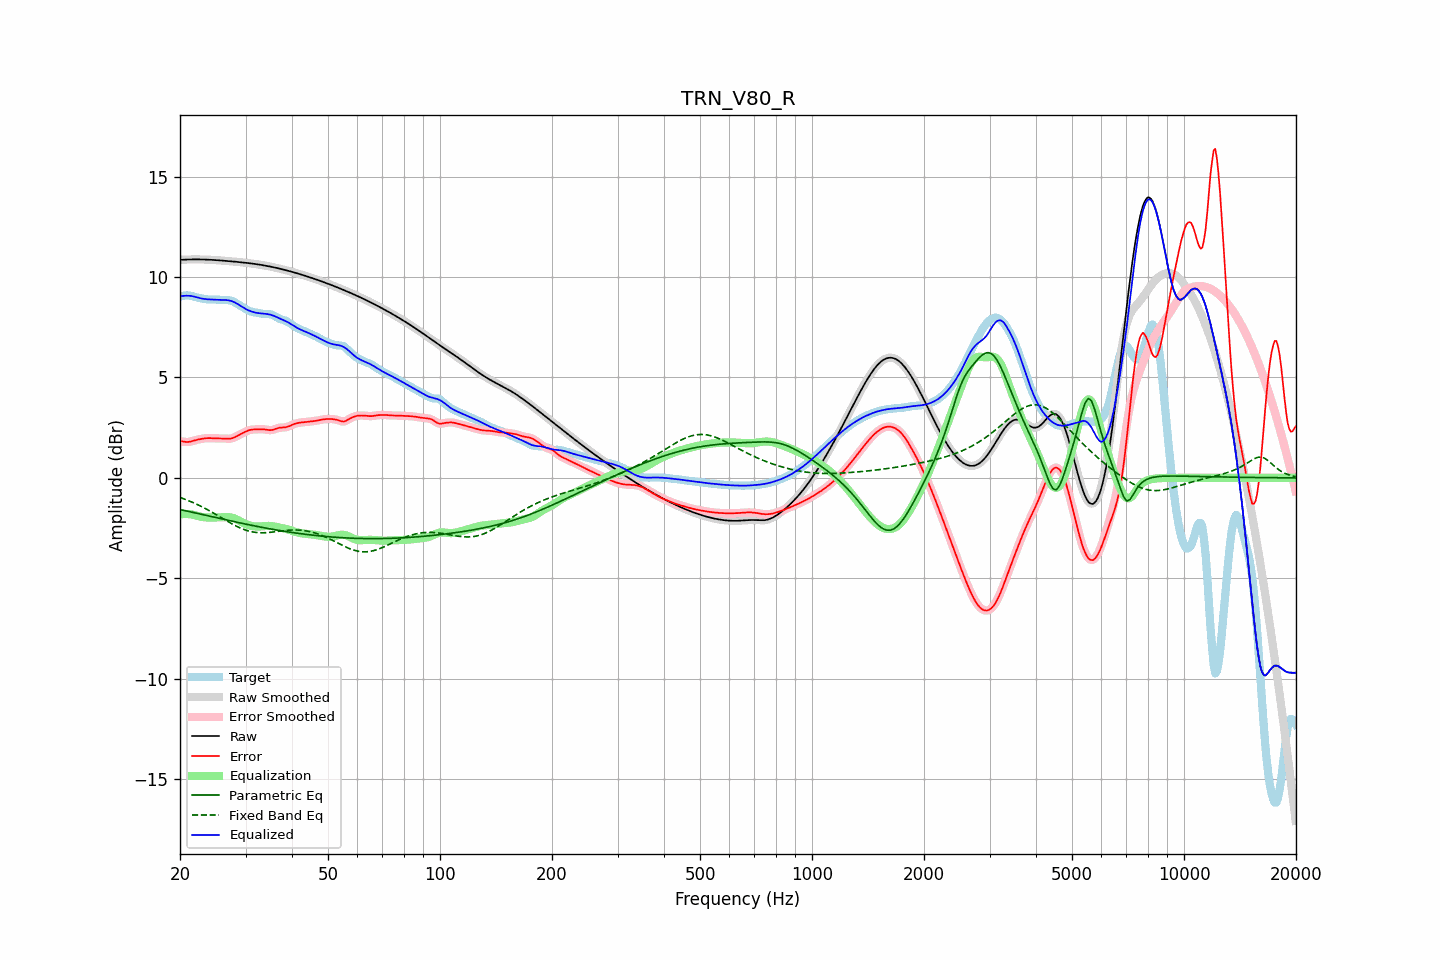 TRN_V80_R
Amplitude (dBr)
15
10
5
0
−5
−10
−15
Target
Raw Smoothed
Error Smoothed
Raw
Error
Equalization
Parametric Eq
Fixed Band Eq
Equalized
20 50 100 200 500 1000 2000 5000 10000 20000
Frequency (Hz)